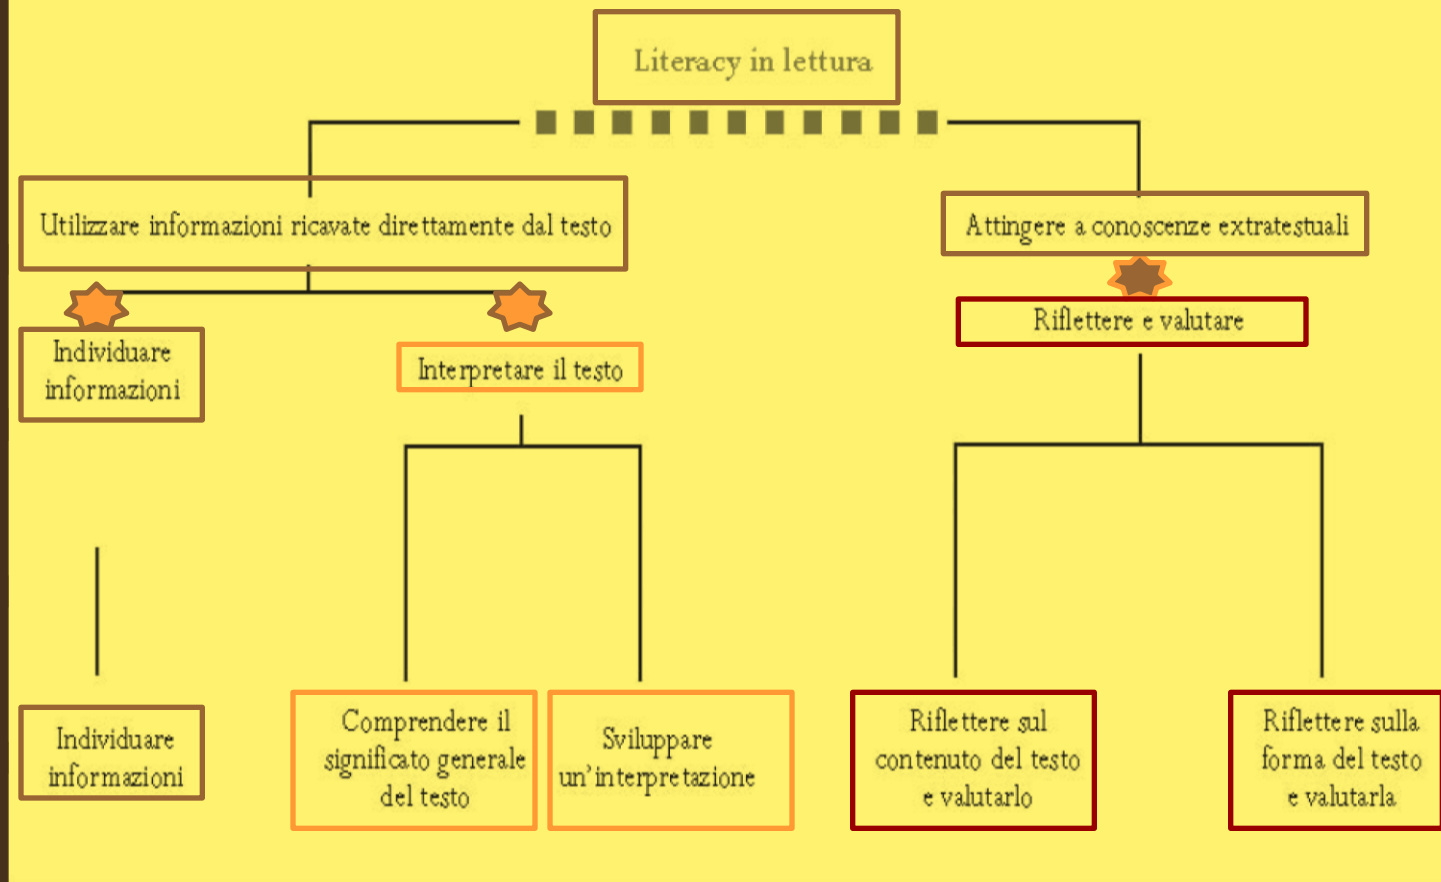 Literacy in lettura
Utilizzare informazioni ricavate direttamente dal testo
Attingere a conoscenze extratestuali
Individuare
informazioni
Interpretare il testo
Riflettere e valutare
Individuare
informazioni
Comprendere il
significato generale
del testo
Sviluppare
un'interpretazione
Riflettere sul
contenuto del testo
e valutarlo
Riflettere sulla
forma del testo
e valutarla